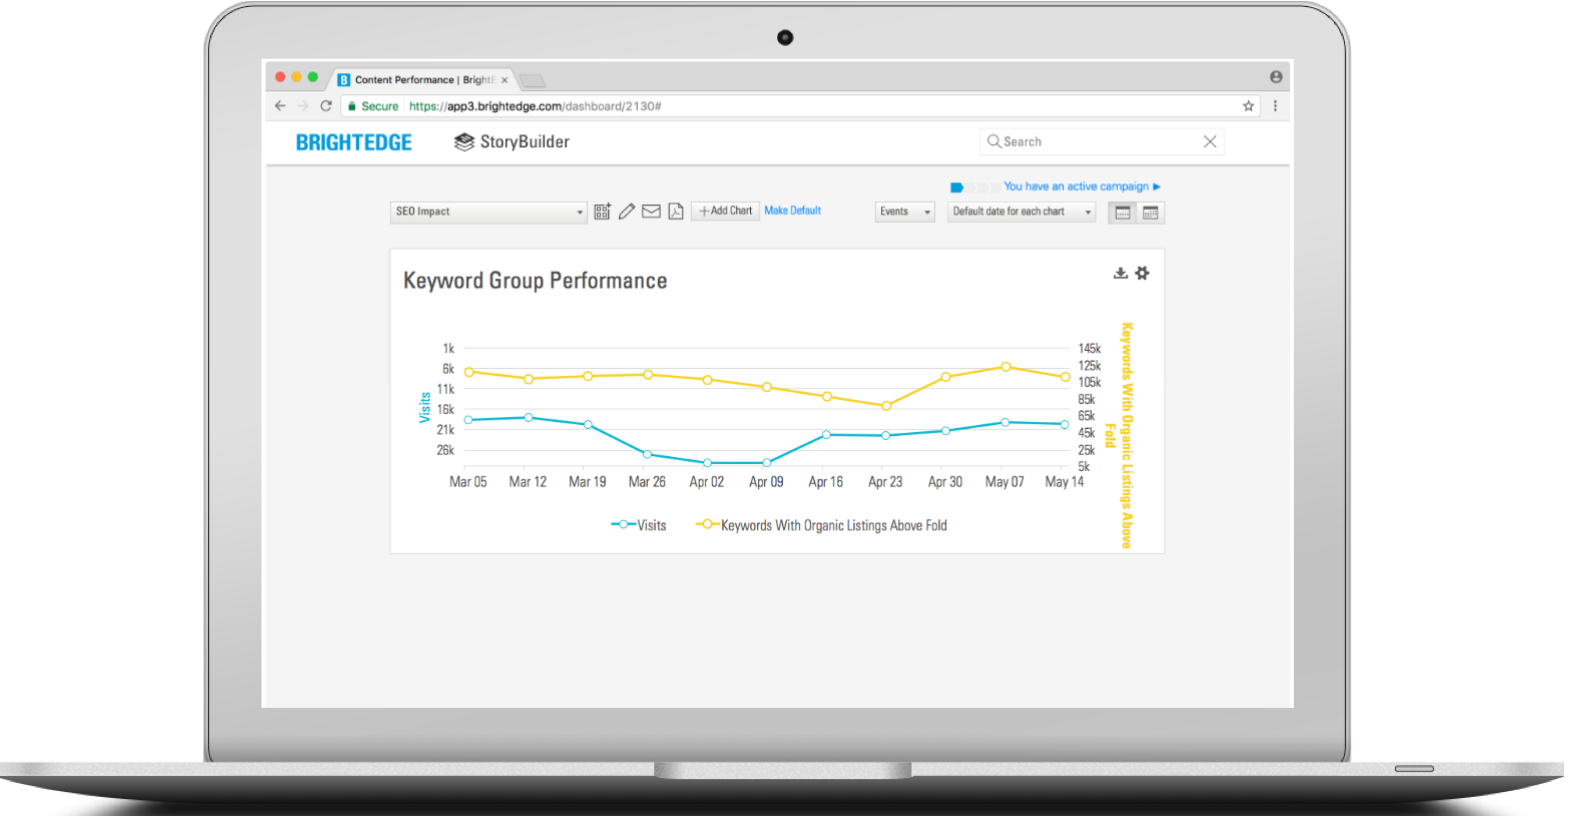 Content Performance | BrightE
Secure https://app3.brightedge.com/dashboard/2130#
BRIGHTEDGE StoryBuilder Search
You have an active campaign
SEO Impact Add Chart Make Default Events Default date for each chart
Keyword Group Performance
Visits
1k
6k
11k
16k
21k
26k
145k
125k
105k
85k
65k
45k
25k
5k
Keywords With Organic Listings Above
Fold
Mar 05 Mar 12 Mar 19 Mar 26 Apr 02 Apr 09 Apr 16 Apr 23 Apr 30 May 07 May 14
Visits Keywords With Organic Listings Above Fold